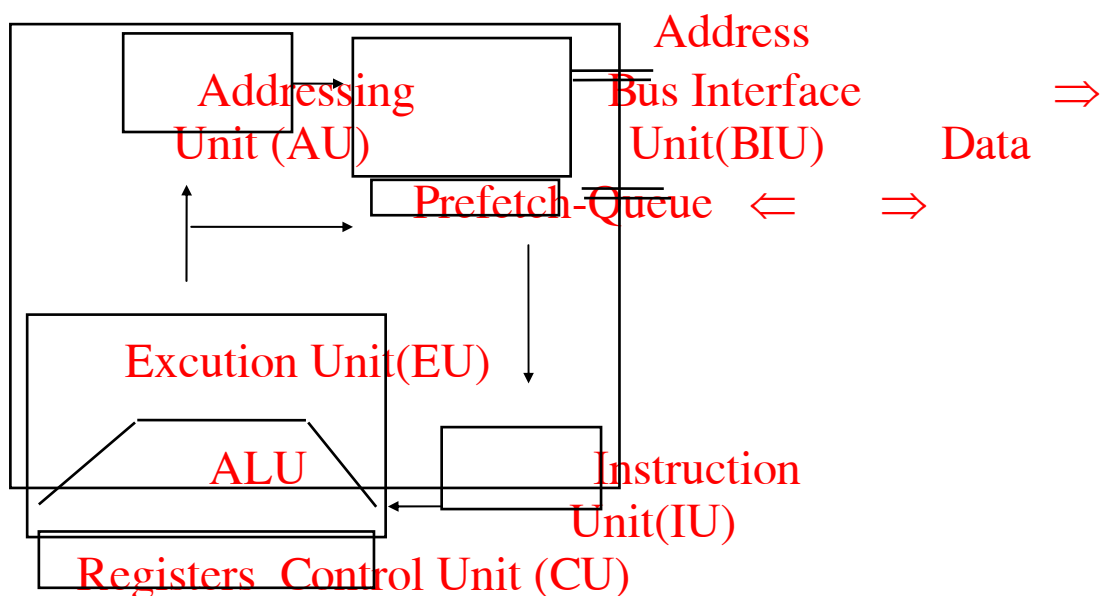 Address
Addressing Bus Interface ⇒
Unit (AU) Unit(BIU) Data
Prefetch-Queue ⇐ ⇒
Excution Unit(EU)
ALU Instruction
Unit(IU)
Registers Control Unit (CU)